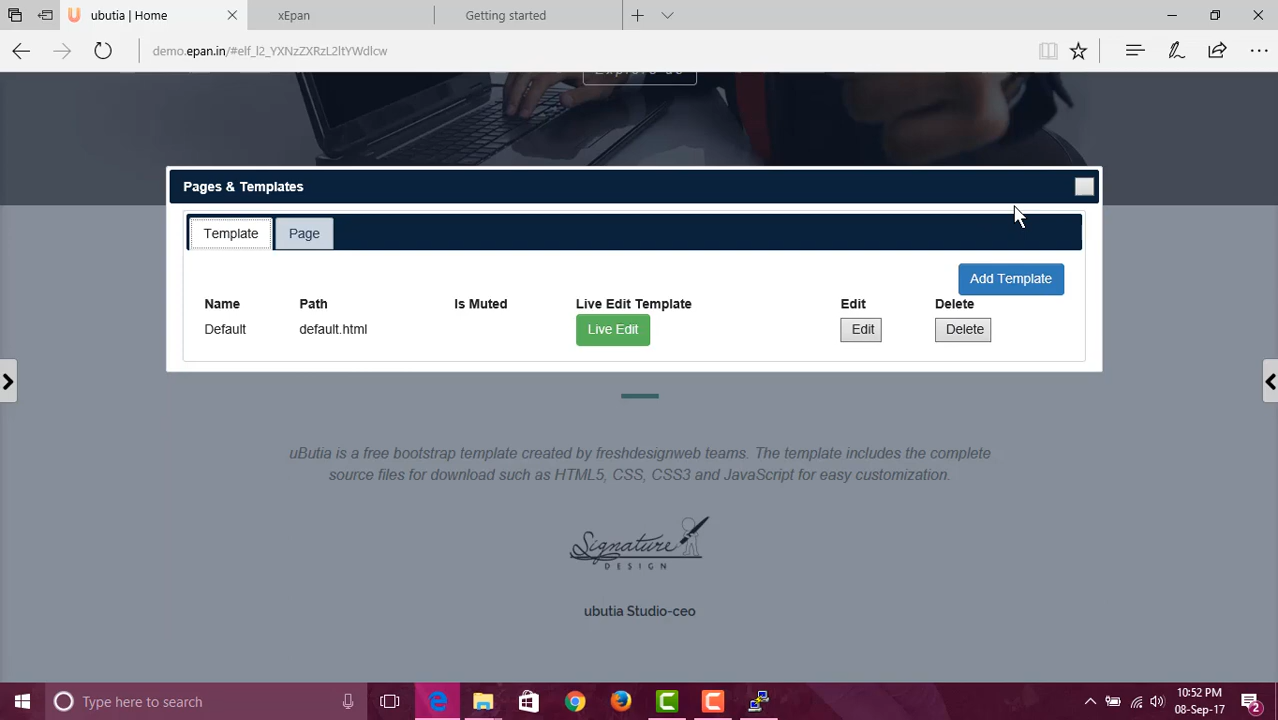 ubutia | Home
xEpan
Getting started
demo.epan.in/#elf_l2_YXNzZXRzL2ltYWdlcw
Explore us
Pages & Templates
Template
Page
Add Template
Name Path Is Muted Live Edit Template Edit Delete
Default default.html Live Edit Edit Delete
uButia is a free bootstrap template created by freshdesignweb teams. The template includes the complete
source files for download such as HTML5, CSS, CSS3 and JavaScript for easy customization.
Signature
DESIGN
ubutia Studio-ceo
Type here to search
10:52 PM
08-Sep-17
2